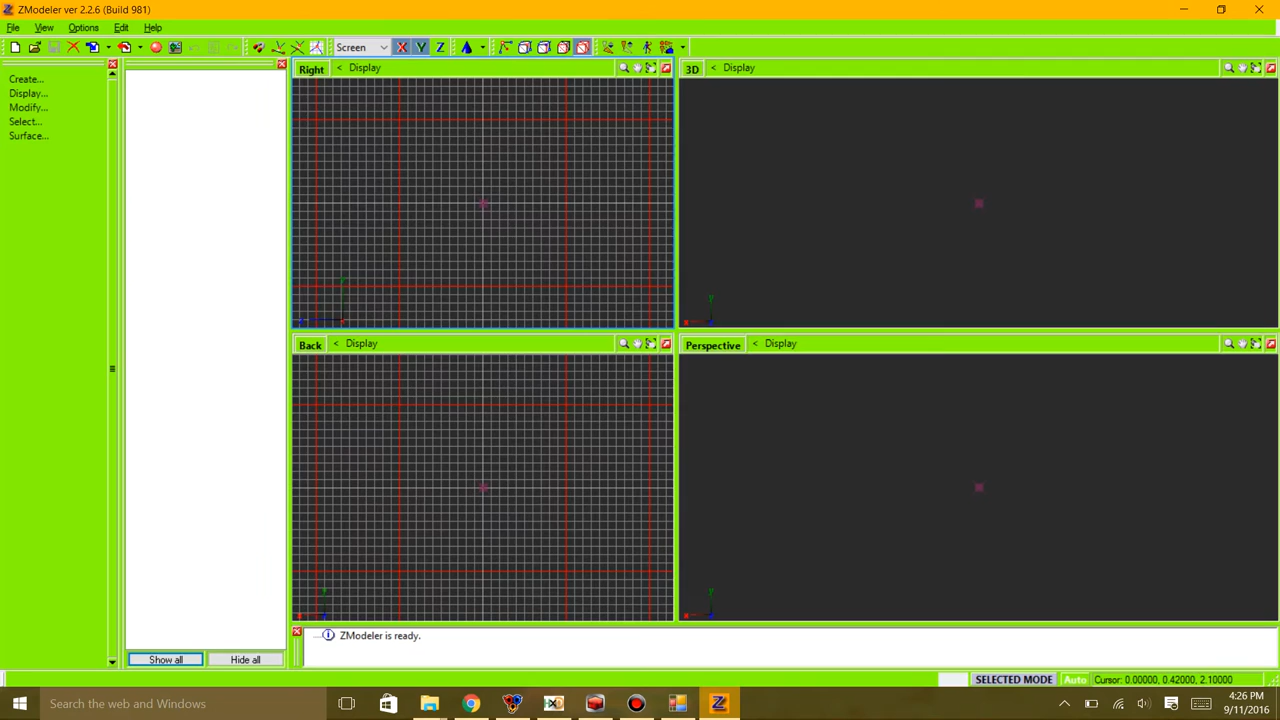 ZModeler ver 2.2.6 (Build 981)
File View Options Edit Help
Screen X Y Z
Create...
Display...
Modify...
Select...
Surface...
Right < Display
3D < Display
Back < Display
Perspective < Display
ZModeler is ready.
Show all Hide all
SELECTED MODE Auto Cursor: 0.00000, 0.42000, 2.10000
Search the web and Windows
4:26 PM
9/11/2016